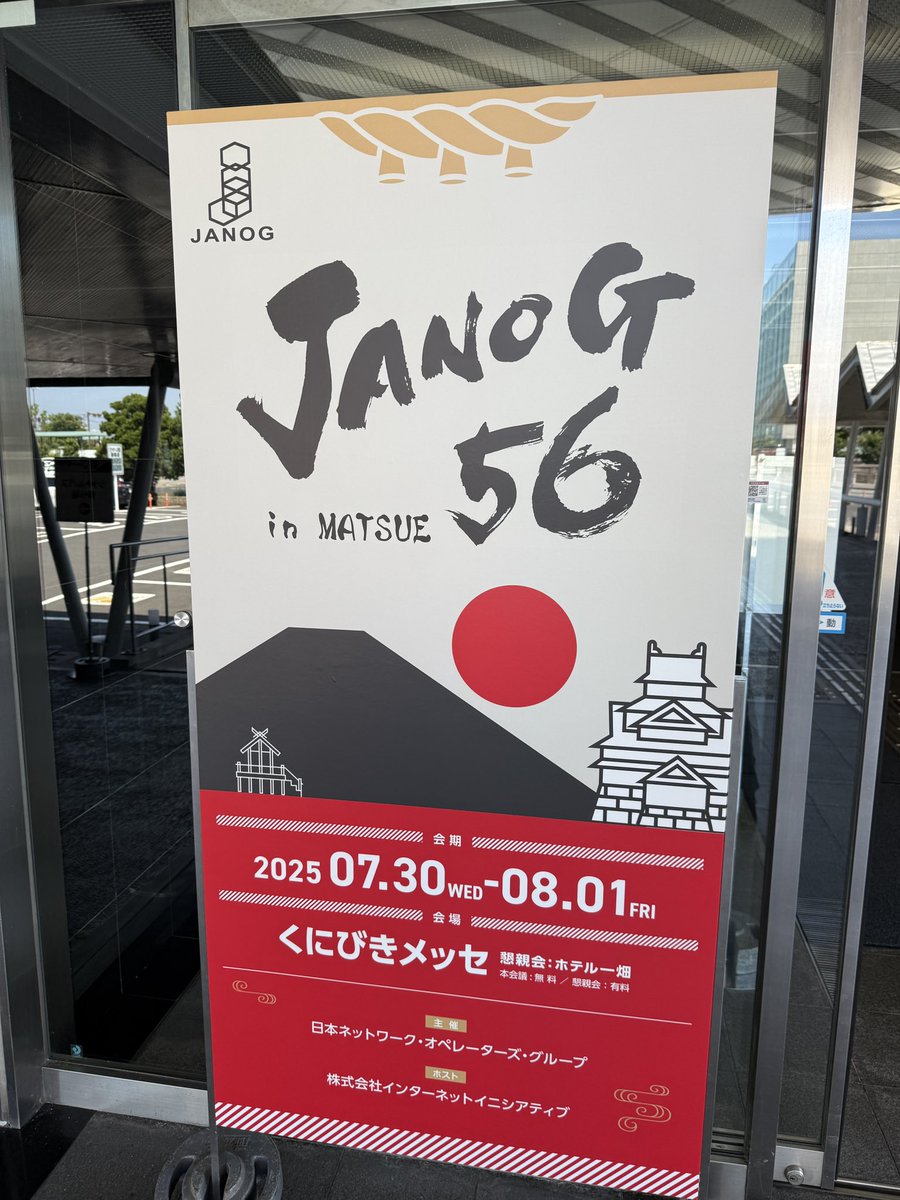 JANOG
JANOG
56
in MATSUE
会期
2025 07.30 WED -08.01 FRI
会場
くにびきメッセ 懇親会:ホテル一畑
本会議:無料 / 懇親会:有料
主催
日本ネットワーク・オペレーターズ・グループ
ホスト
株式会社インターネットイニシアティブ
意
動